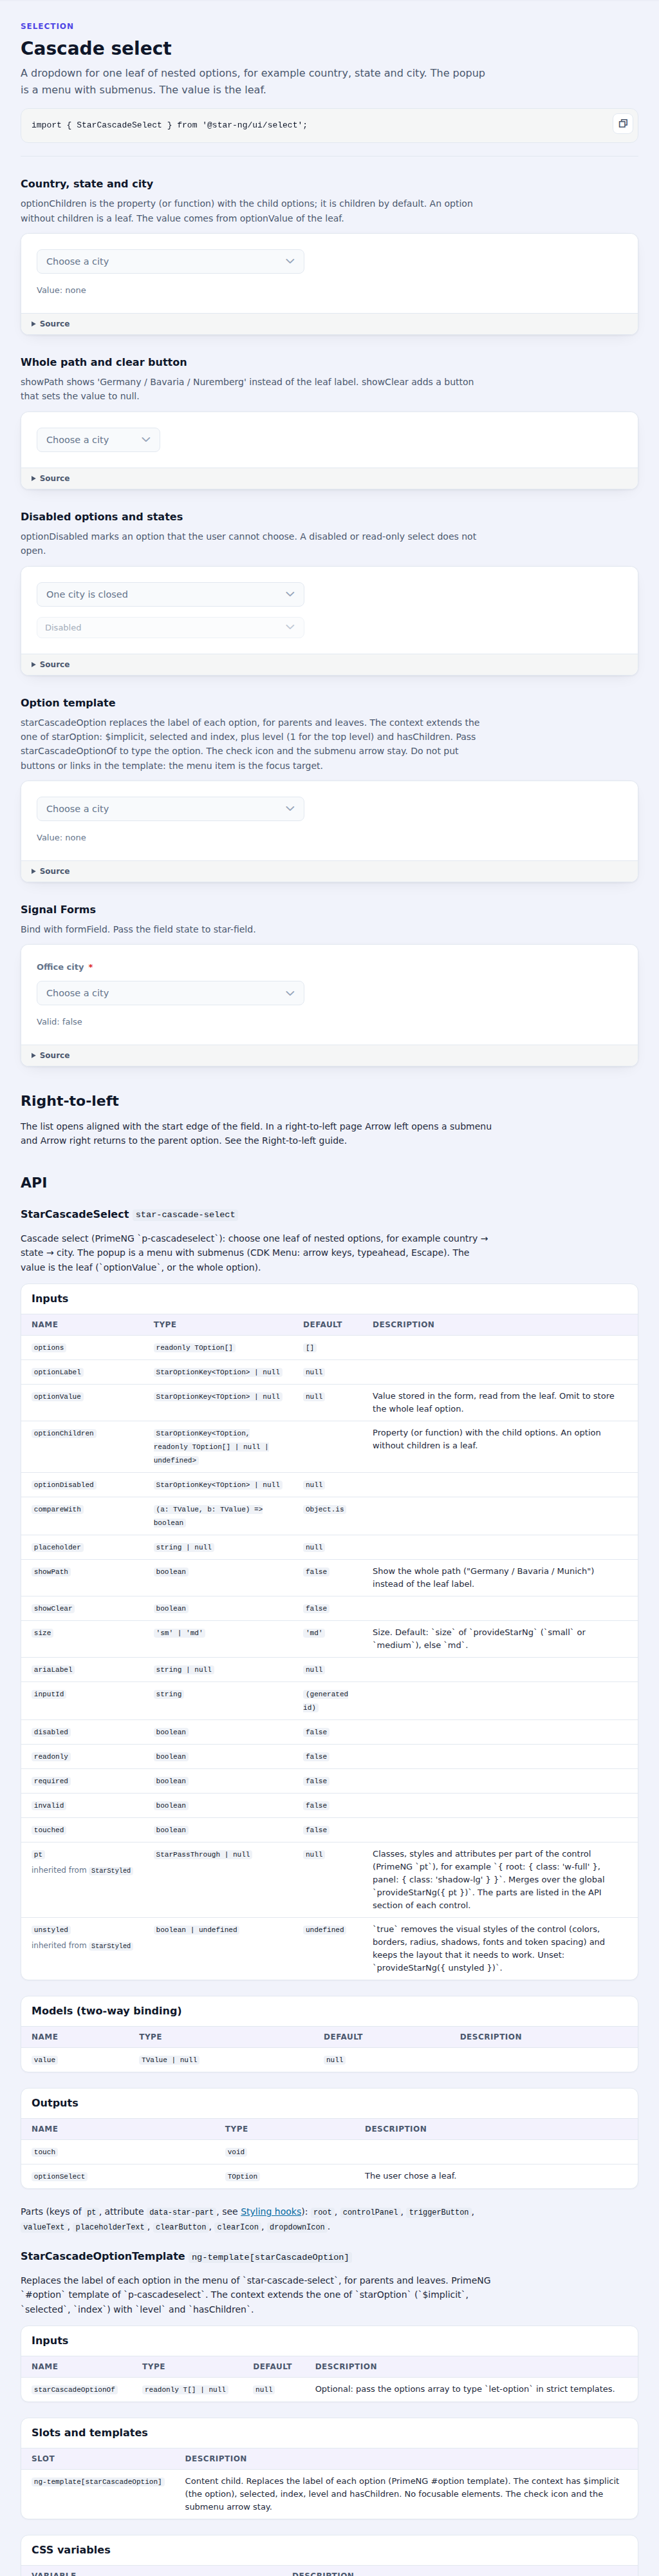 SELECTION
Cascade select
A dropdown for one leaf of nested options, for example country, state and city. The popup
is a menu with submenus. The value is the leaf.
import { StarCascadeSelect } from '@star-ng/ui/select';
Country, state and city
optionChildren is the property (or function) with the child options; it is children by default. An option
without children is a leaf. The value comes from optionValue of the leaf.
Choose a city
Value: none
Source
Whole path and clear button
showPath shows 'Germany / Bavaria / Nuremberg' instead of the leaf label. showClear adds a button
that sets the value to null.
Choose a city
Source
Disabled options and states
optionDisabled marks an option that the user cannot choose. A disabled or read-only select does not
open.
One city is closed
Disabled
Source
Option template
starCascadeOption replaces the label of each option, for parents and leaves. The context extends the
one of starOption: $implicit, selected and index, plus level (1 for the top level) and hasChildren. Pass
starCascadeOptionOf to type the option. The check icon and the submenu arrow stay. Do not put
buttons or links in the template: the menu item is the focus target.
Choose a city
Value: none
Source
Signal Forms
Bind with formField. Pass the field state to star-field.
Office city *
Choose a city
Valid: false
Source
Right-to-left
The list opens aligned with the start edge of the field. In a right-to-left page Arrow left opens a submenu
and Arrow right returns to the parent option. See the Right-to-left guide.
API
StarCascadeSelect star-cascade-select
Cascade select (PrimeNG `p-cascadeselect`): choose one leaf of nested options, for example country →
state → city. The popup is a menu with submenus (CDK Menu: arrow keys, typeahead, Escape). The
value is the leaf (`optionValue`, or the whole option).
Inputs
NAME TYPE DEFAULT DESCRIPTION
options readonly TOption[] []
optionLabel StarOptionKey<TOption> | null null
optionValue StarOptionKey<TOption> | null null Value stored in the form, read from the leaf. Omit to store
the whole leaf option.
optionChildren StarOptionKey<TOption, Property (or function) with the child options. An option
readonly TOption[] | null | without children is a leaf.
undefined>
optionDisabled StarOptionKey<TOption> | null null
compareWith (a: TValue, b: TValue) => Object.is
boolean
placeholder string | null null
showPath boolean false Show the whole path ("Germany / Bavaria / Munich")
instead of the leaf label.
showClear boolean false
size 'sm' | 'md' 'md' Size. Default: `size` of `provideStarNg` (`small` or
`medium`), else `md`.
ariaLabel string | null null
inputId string (generated
id)
disabled boolean false
readonly boolean false
required boolean false
invalid boolean false
touched boolean false
pt StarPassThrough | null null Classes, styles and attributes per part of the control
inherited from StarStyled (PrimeNG `pt`), for example `{ root: { class: 'w-full' },
panel: { class: 'shadow-lg' } }`. Merges over the global
`provideStarNg({ pt })`. The parts are listed in the API
section of each control.
unstyled boolean | undefined undefined `true` removes the visual styles of the control (colors,
inherited from StarStyled borders, radius, shadows, fonts and token spacing) and
keeps the layout that it needs to work. Unset:
`provideStarNg({ unstyled })`.
Models (two-way binding)
NAME TYPE DEFAULT DESCRIPTION
value TValue | null null
Outputs
NAME TYPE DESCRIPTION
touch void
optionSelect TOption The user chose a leaf.
Parts (keys of pt, attribute data-star-part, see Styling hooks): root, controlPanel, triggerButton,
valueText, placeholderText, clearButton, clearIcon, dropdownIcon.
StarCascadeOptionTemplate ng-template[starCascadeOption]
Replaces the label of each option in the menu of `star-cascade-select`, for parents and leaves. PrimeNG
`#option` template of `p-cascadeselect`. The context extends the one of `starOption` (`$implicit`,
`selected`, `index`) with `level` and `hasChildren`.
Inputs
NAME TYPE DEFAULT DESCRIPTION
starCascadeOptionOf readonly T[] | null null Optional: pass the options array to type `let-option` in strict templates.
Slots and templates
SLOT DESCRIPTION
ng-template[starCascadeOption] Content child. Replaces the label of each option (PrimeNG #option template). The context has $implicit
(the option), selected, index, level and hasChildren. No focusable elements. The check icon and the
submenu arrow stay.
CSS variables
VARIABLE DESCRIPTION